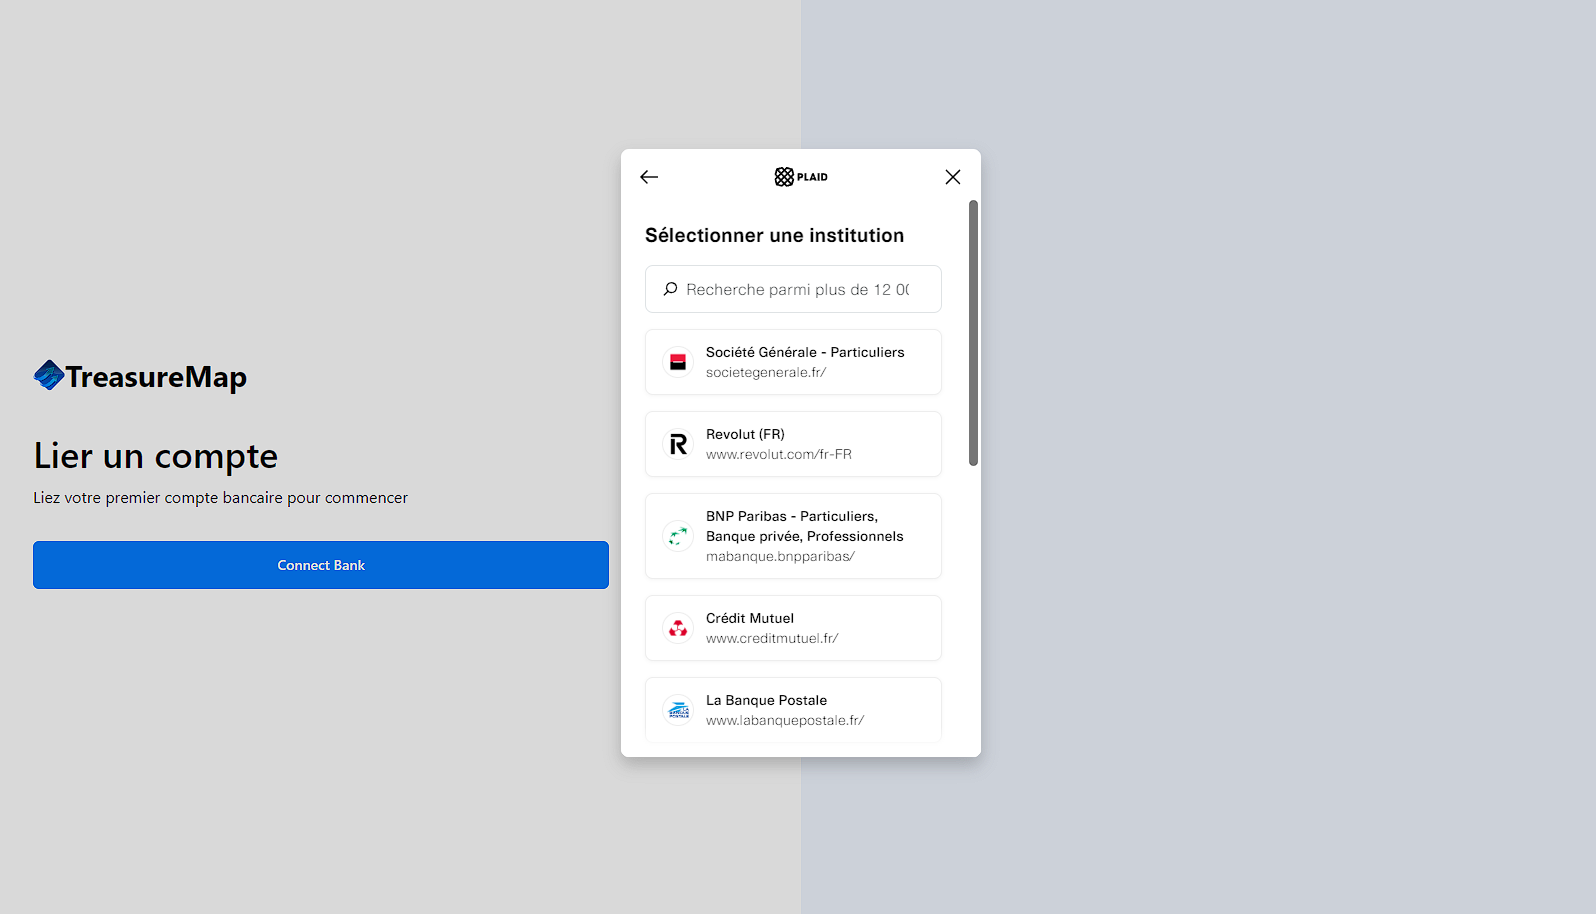 TreasureMap
Lier un compte
Liez votre premier compte bancaire pour commencer
Connect Bank
PLAID
Sélectionner une institution
Recherche parmi plus de 12 00
Société Générale - Particuliers
societegenerale.fr/
Revolut (FR)
www.revolut.com/fr-FR
BNP Paribas - Particuliers,
Banque privée, Professionnels
mabanque.bnpparibas/
Crédit Mutuel
www.creditmutuel.fr/
La Banque Postale
www.labanquepostale.fr/